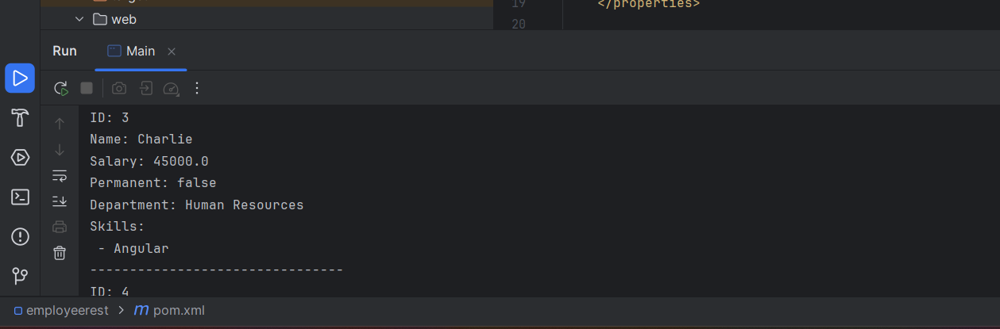 web
19
</properties>
20
Run
Main
ID: 3
Name: Charlie
Salary: 45000.0
Permanent: false
Department: Human Resources
Skills:
- Angular
--------------------------------
ID: 4
employeerest > m pom.xml